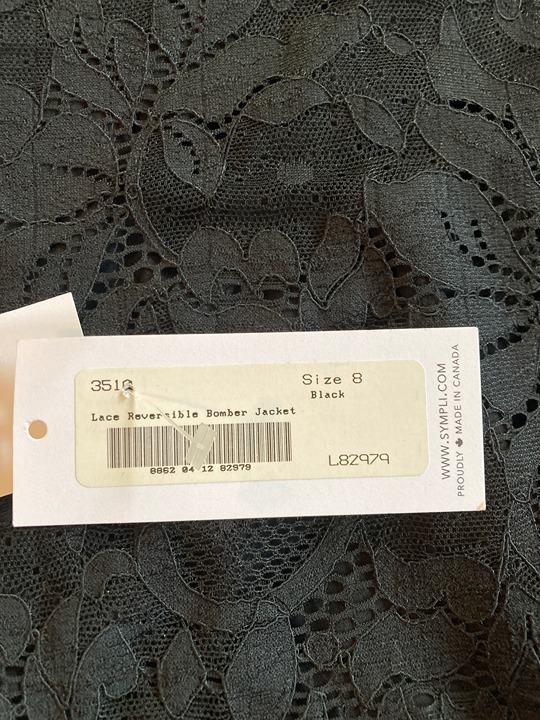 Size 8
Black
Lace Reversible Bomber Jacket
8862 04 12 82979
L82979
WWW.SYMPLI.COM
PROUDLY MADE IN CANADA